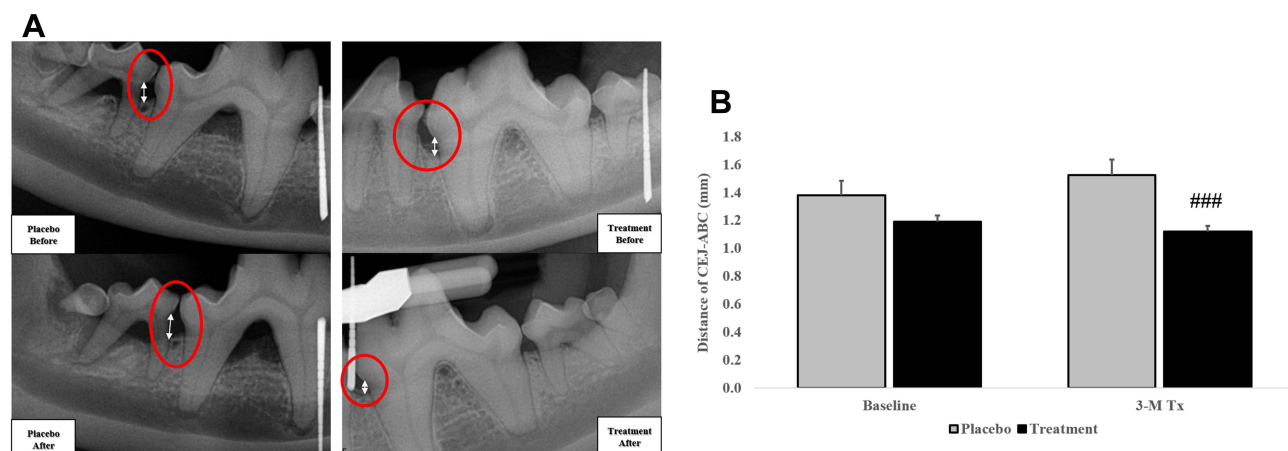 A
Placebo
Before
Treatment
Before
Placebo
After
Treatment
After
B
Distance of CEJ-ABC (mm)
1.8
1.6
1.4
1.2
1.0
0.8
0.6
0.4
0.2
0.0
###
Baseline
3-M Tx
Placebo
Treatment